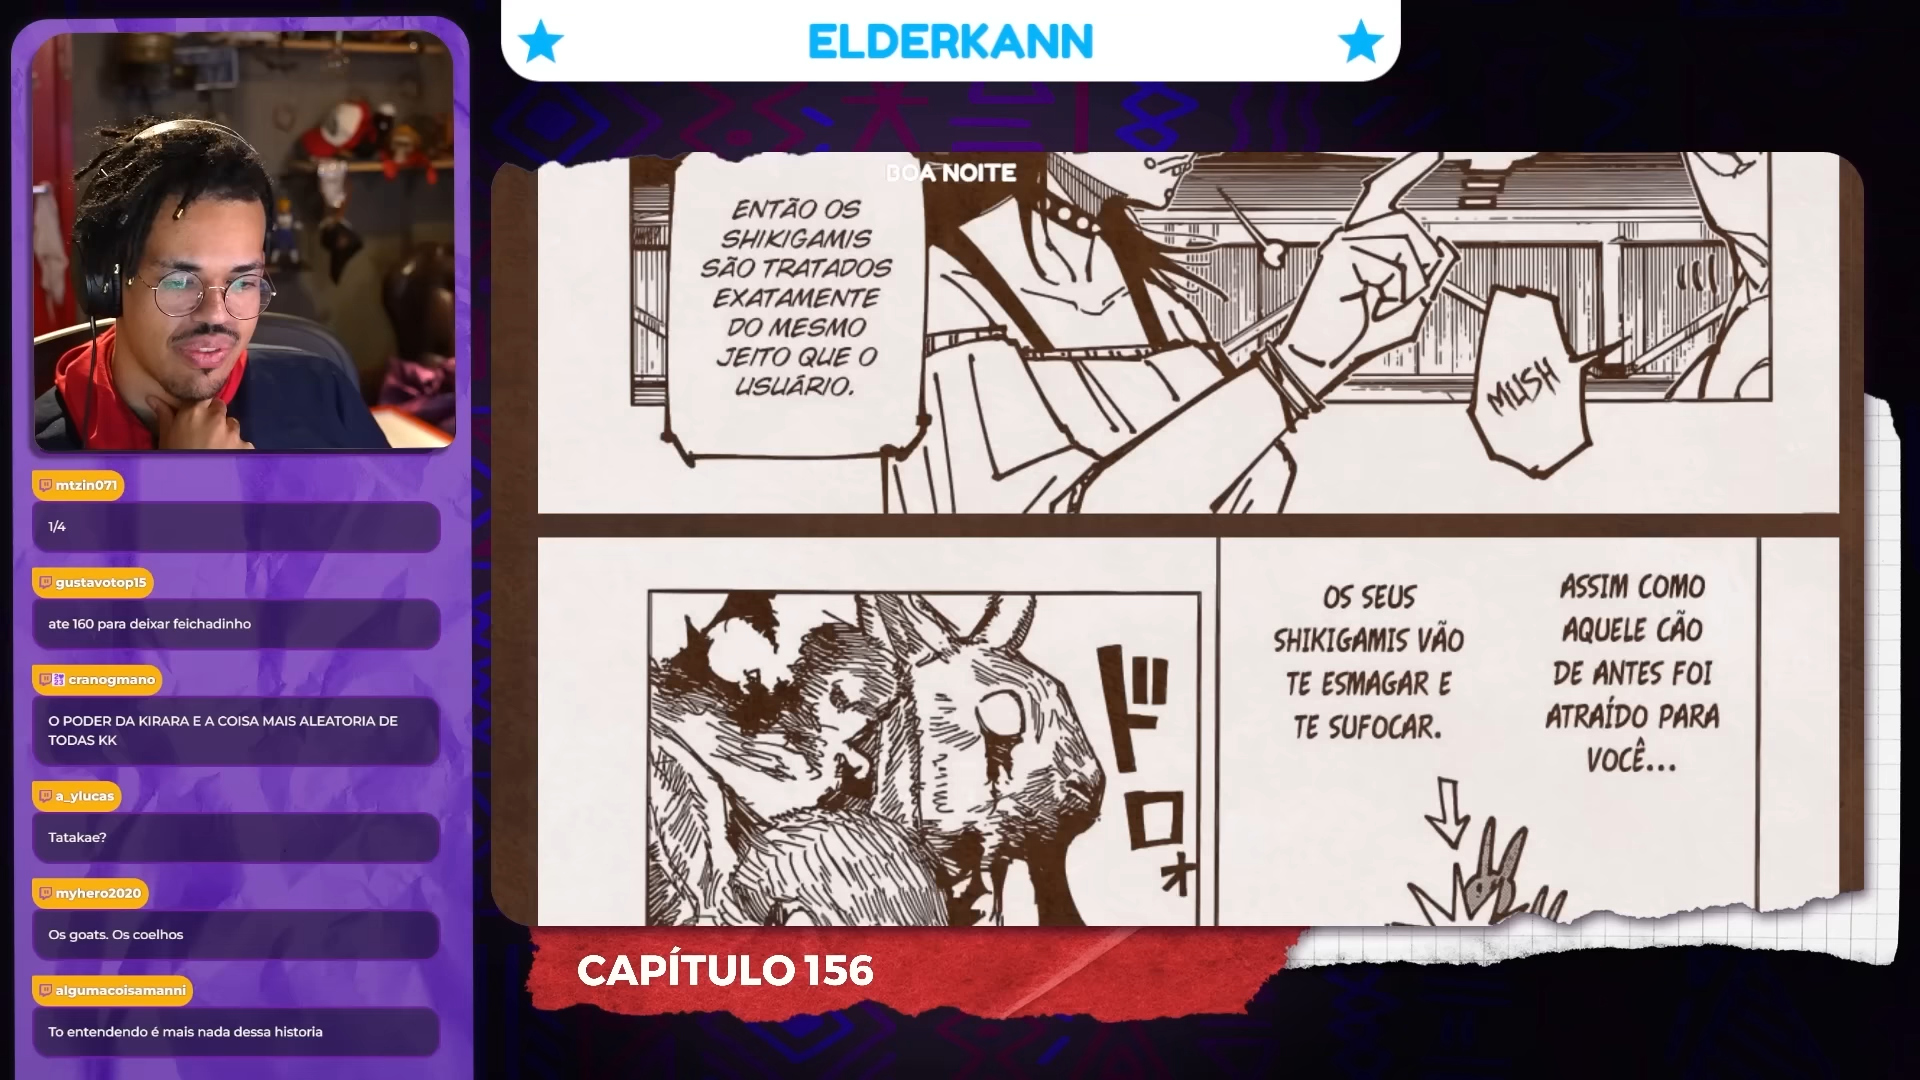 ELDERKANN
BOA NOITE
ENTÃO OS
SHIKIGAMIS
SÃO TRATADOS
EXATAMENTE
DO MESMO
JEITO QUE O
USUÁRIO.
MUSH
ASSIM COMO
AQUELE CÃO
DE ANTES FOI
ATRAÍDO PARA
VOCÊ...
OS SEUS
SHIKIGAMIS VÃO
TE ESMAGAR E
TE SUFOCAR.
ドロォ
CAPÍTULO 156
mtzin071
1/4
gustavotop15
ate 160 para deixar feichadinho
cranogmano
O PODER DA KIRARA E A COISA MAIS ALEATORIA DE
TODAS KK
a_ylucas
Tatakae?
myhero2020
Os goats. Os coelhos
algumacoisamanni
To entendendo é mais nada dessa historia